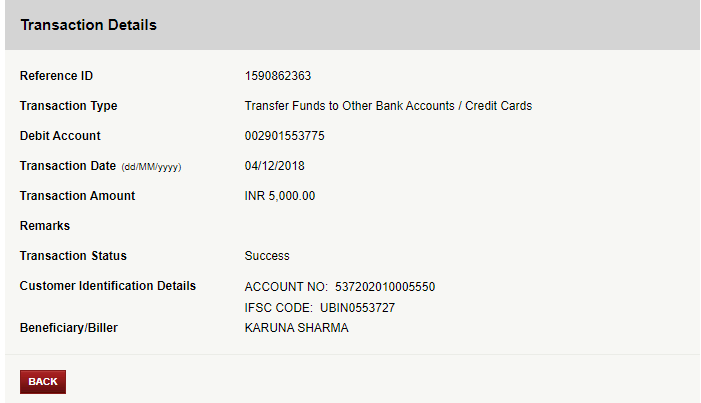 Transaction Details
Reference ID 1590862363
Transaction Type Transfer Funds to Other Bank Accounts / Credit Cards
Debit Account 002901553775
Transaction Date (dd/MM/yyyy) 04/12/2018
Transaction Amount INR 5,000.00
Remarks
Transaction Status Success
Customer Identification Details ACCOUNT NO: 537202010005550
IFSC CODE: UBIN0553727
Beneficiary/Biller KARUNA SHARMA
BACK